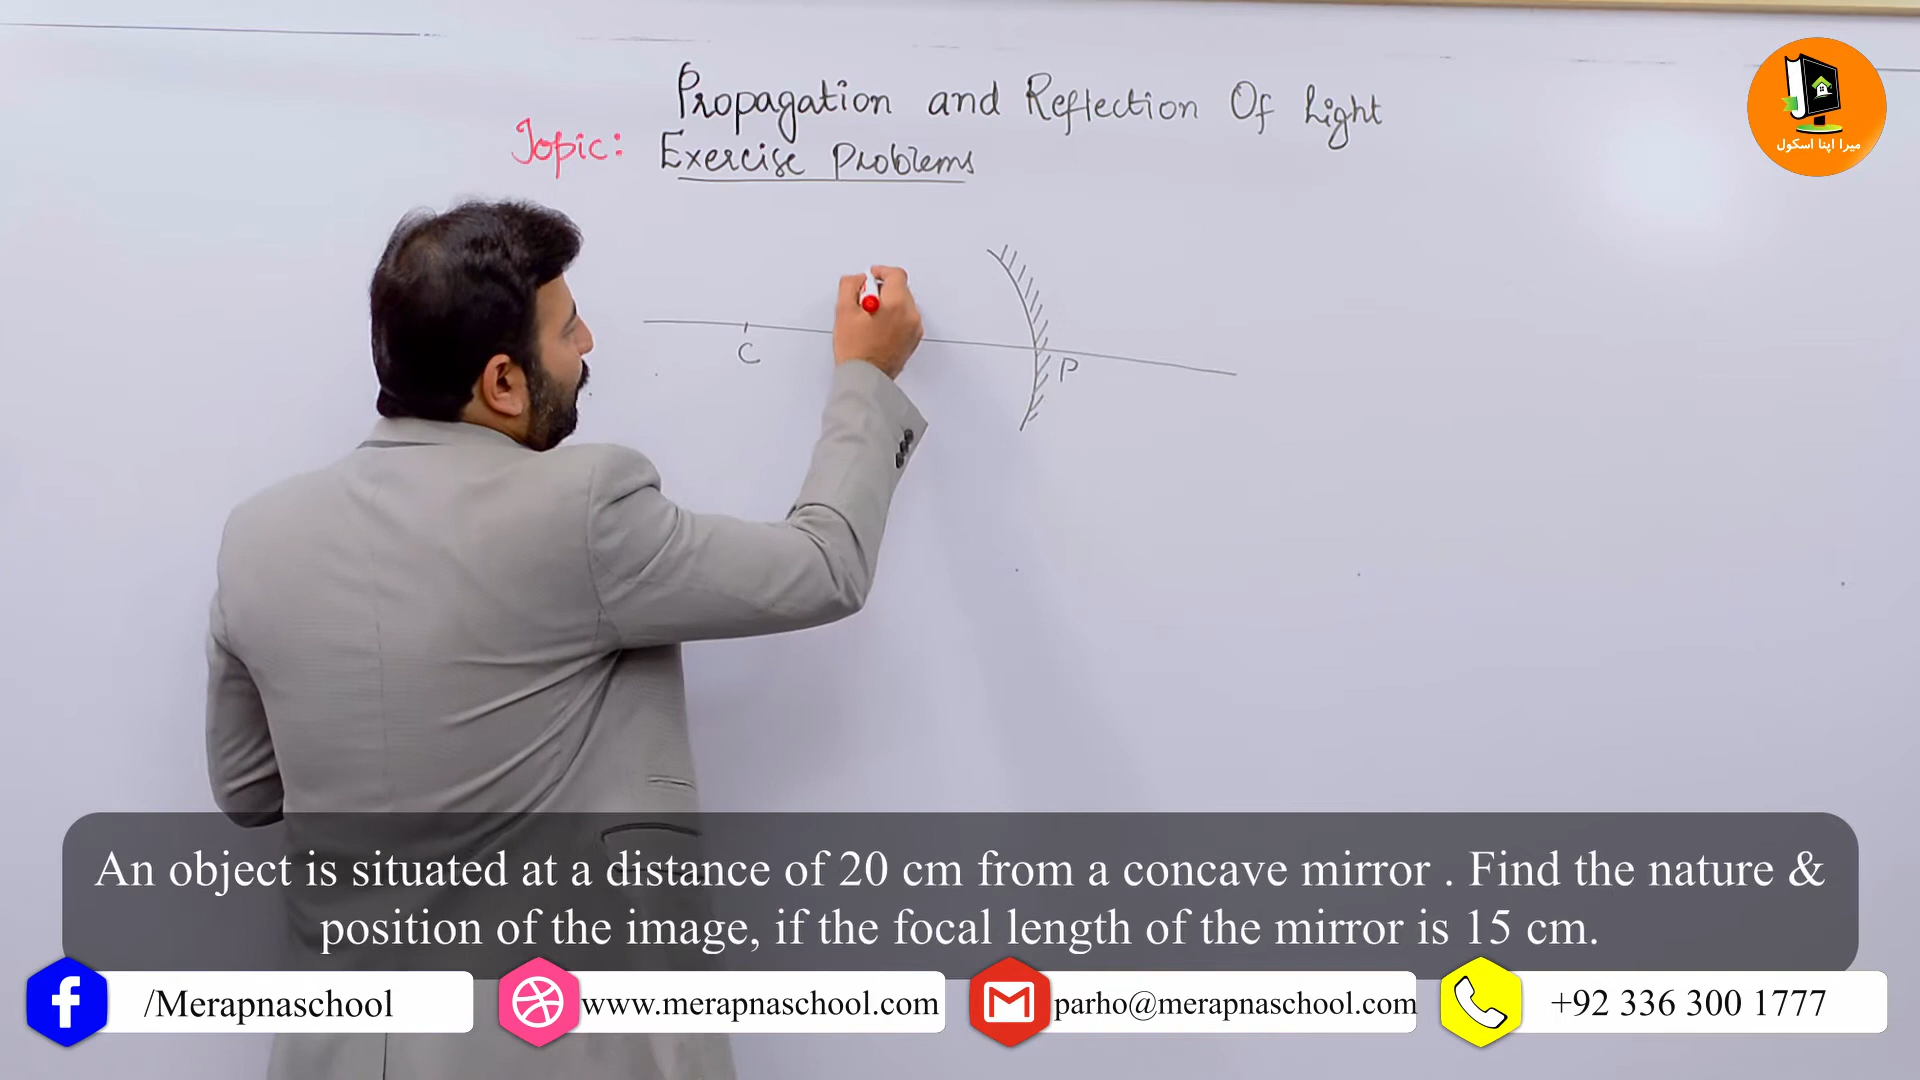 Propagation and Reflection Of Light
Topic: Exercise Problems
میرا اپنا اسکول
C
P
An object is situated at a distance of 20 cm from a concave mirror . Find the nature &
position of the image, if the focal length of the mirror is 15 cm.
/Merapnaschool
www.merapnaschool.com
parho@merapnaschool.com
+92 336 300 1777